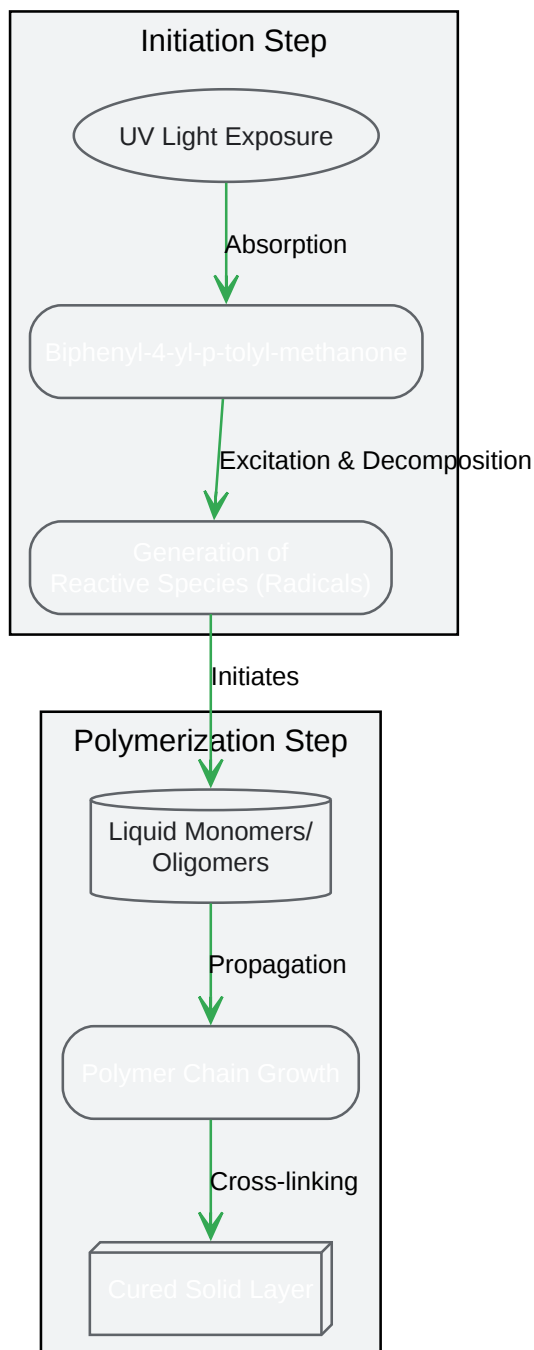 Initiation Step
UV Light Exposure
Absorption
Biphenyl-4-yl-p-tolyl-methanone
Excitation & Decomposition
Generation of
Reactive Species (Radicals)
Initiates
Polymerization Step
Liquid Monomers/
Oligomers
Propagation
Polymer Chain Growth
Cross-linking
Cured Solid Layer